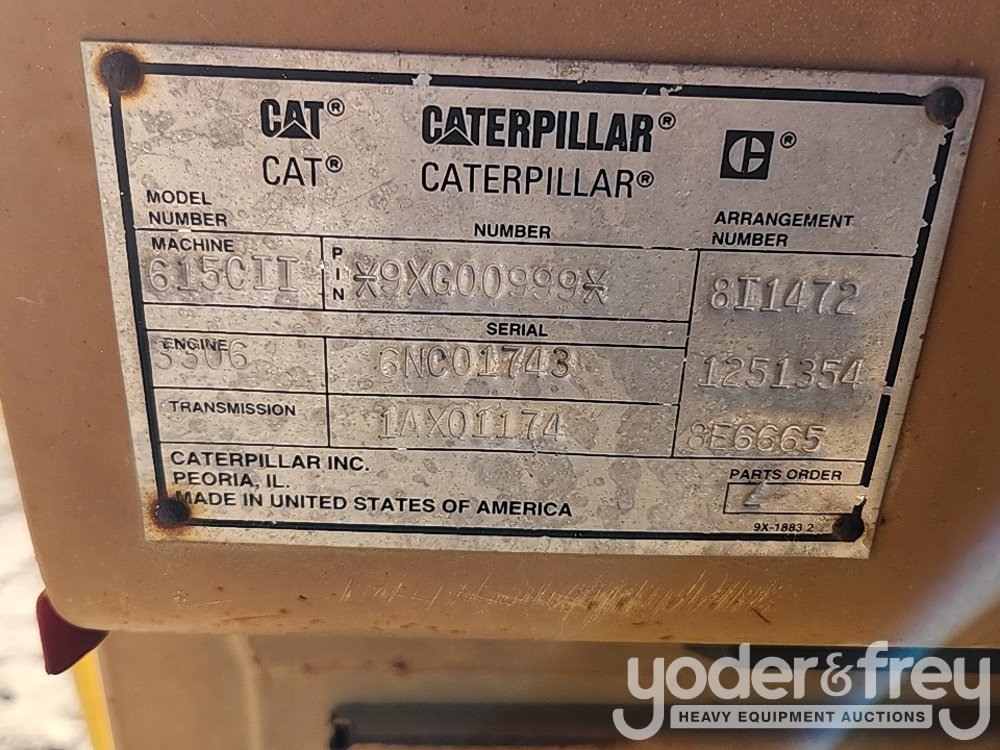 CAT® CATERPILLAR® ®
CAT® CATERPILLAR®
MODEL NUMBER NUMBER ARRANGEMENT NUMBER
MACHINE
615CII PIN *9XG00999* 8I1472
SERIAL
ENGINE
3306 6NC01743 1251354
TRANSMISSION 1AX01174 8E6665
CATERPILLAR INC.
PEORIA, IL.
MADE IN UNITED STATES OF AMERICA
PARTS ORDER
2
9X-1883 2
yoder&frey
HEAVY EQUIPMENT AUCTIONS